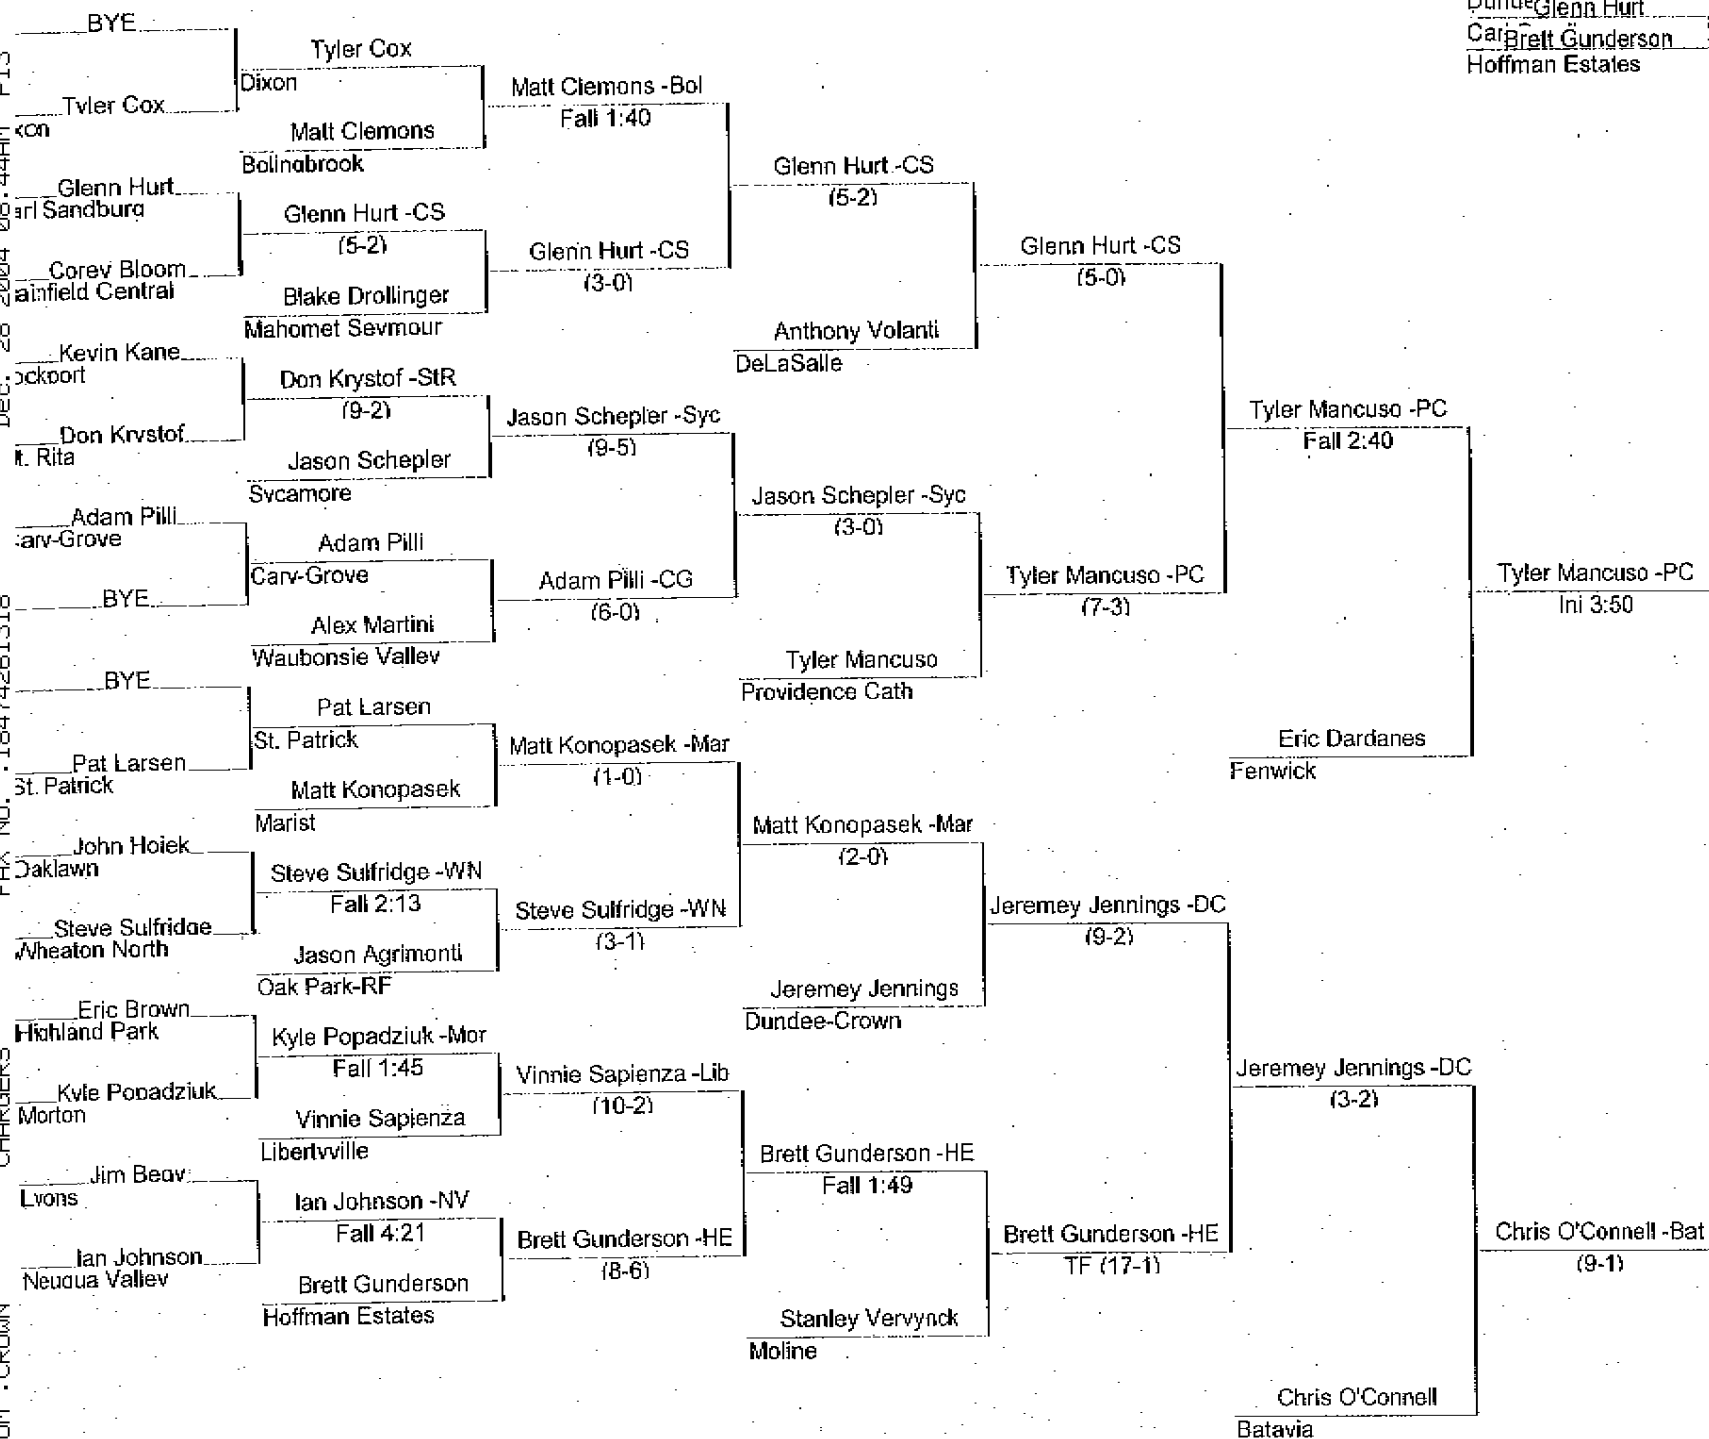 BYE
Tyler Cox
Glenn Hurt
Corey Bloom
Kevin Kane
Don Krystof
t. Rita
Adam Pilli
BYE
BYE
Pat Larsen
St. Patrick
John Hojek
Oaklawn
Steve Sulfridge
Wheaton North
Eric Brown
Highland Park
Kyle Popadziuk
Morton
Jim Beay
Lyons
Ian Johnson
Neuqua Valley
Tyler Cox
Dixon
Matt Clemons
Bolingbrook
Glenn Hurt -CS
(5-2)
Blake Drollinger
Mahomet Seymour
Don Krystof -StR
(9-2)
Jason Schepler
Sycamore
Adam Pilli
Cary-Grove
Alex Martini
Waubonsie Valley
Pat Larsen
St. Patrick
Matt Konopasek
Marist
Steve Sulfridge -WN
Fall 2:13
Jason Agrimonti
Oak Park-RF
Kyle Popadziuk -Mor
Fall 1:45
Vinnie Sapienza
Libertyville
Ian Johnson -NV
Fall 4:21
Brett Gunderson
Hoffman Estates
Matt Clemons -Bol
Fall 1:40
Glenn Hurt -CS
(3-0)
Jason Schepler -Syc
(9-5)
Adam Pilli -CG
(6-0)
Matt Konopasek -Mar
(1-0)
Steve Sulfridge -WN
(3-1)
Vinnie Sapienza -Lib
(10-2)
Brett Gunderson -HE
(8-6)
Glenn Hurt -CS
(5-2)
Anthony Volanti
DeLaSalle
Jason Schepler -Syc
(3-0)
Tyler Mancuso
Providence Cath
Matt Konopasek -Mar
(2-0)
Jeremey Jennings
Dundee-Crown
Brett Gunderson -HE
Fall 1:49
Stanley Vervynck
Moline
Glenn Hurt -CS
(5-0)
Tyler Mancuso -PC
(7-3)
Jeremey Jennings -DC
(9-2)
Brett Gunderson -HE
TF (17-1)
Tyler Mancuso -PC
Fall 2:40
Eric Dardanes
Fenwick
Jeremey Jennings -DC
(3-2)
Chris O'Connell
Batavia
Tyler Mancuso -PC
Inj 3:50
Chris O'Connell -Bat
(9-1)
Glenn Hurt
Brett Gunderson
Hoffman Estates